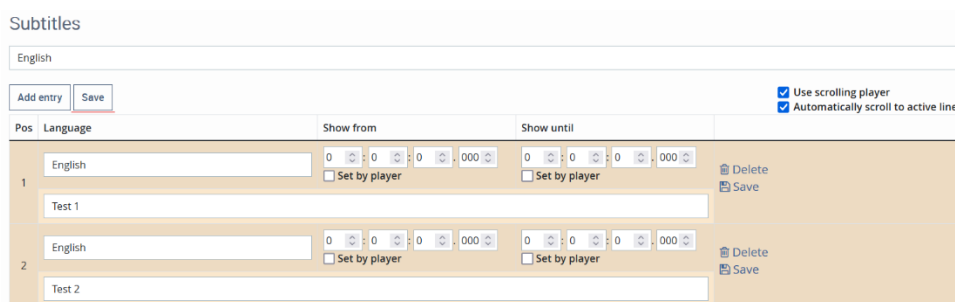 Subtitles
English
Add entry Save
Use scrolling player
Automatically scroll to active line
Pos Language Show from Show until
1
English 0 : 0 : 0 . 000 0 : 0 : 0 . 000
Set by player Set by player
Delete
Save
Test 1
2
English 0 : 0 : 0 . 000 0 : 0 : 0 . 000
Set by player Set by player
Delete
Save
Test 2